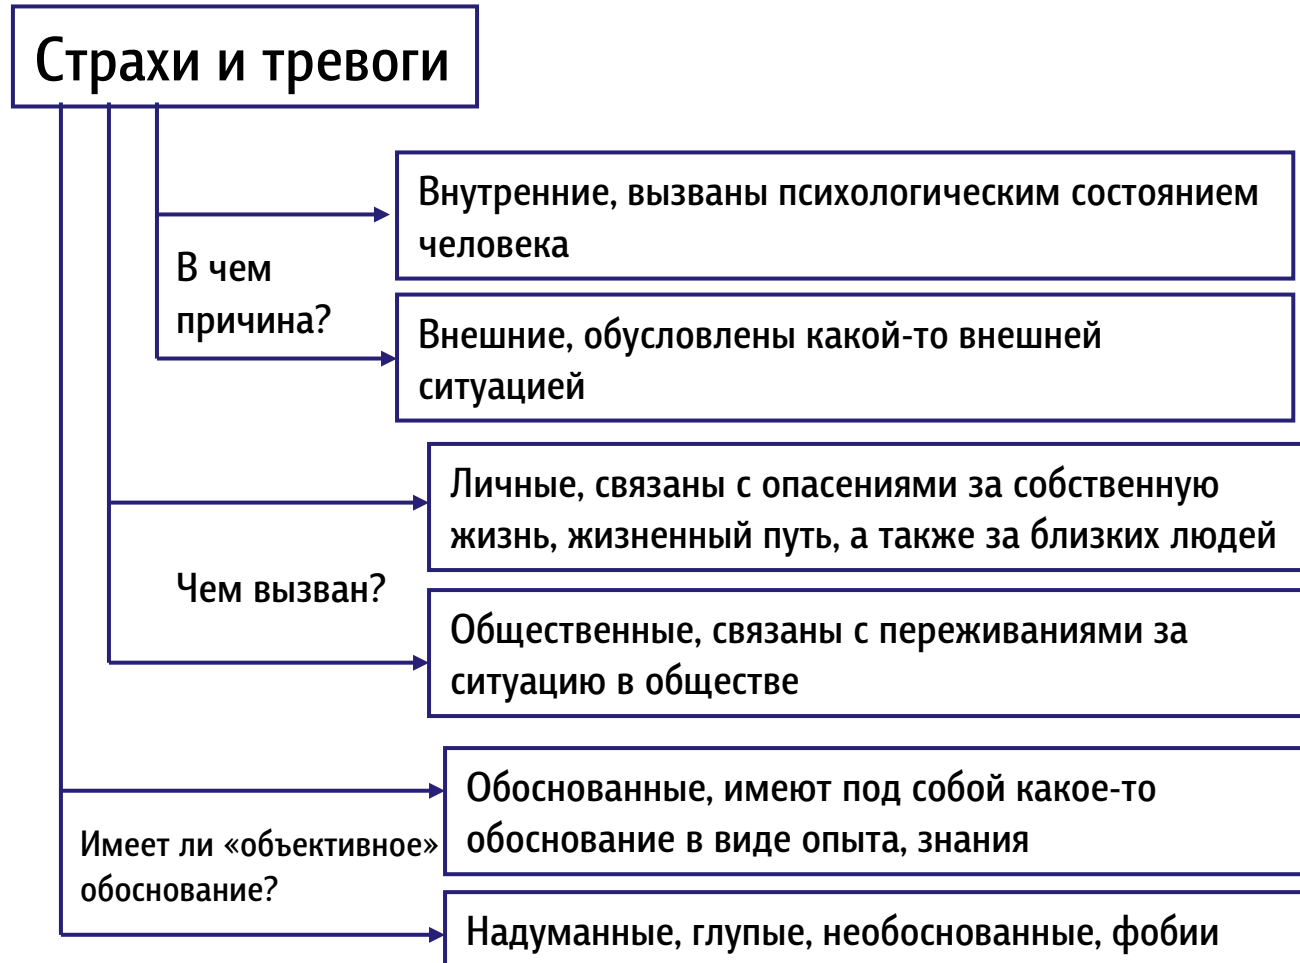 Страхи и тревоги
Внутренние, вызваны психологическим состоянием
человека
В чем
причина?
Внешние, обусловлены какой-то внешней
ситуацией
Личные, связаны с опасениями за собственную
жизнь, жизненный путь, а также за близких людей
Чем вызван?
Общественные, связаны с переживаниями за
ситуацию в обществе
Обоснованные, имеют под собой какое-то
обоснование в виде опыта, знания
Имеет ли «объективное»
обоснование?
Надуманные, глупые, необоснованные, фобии